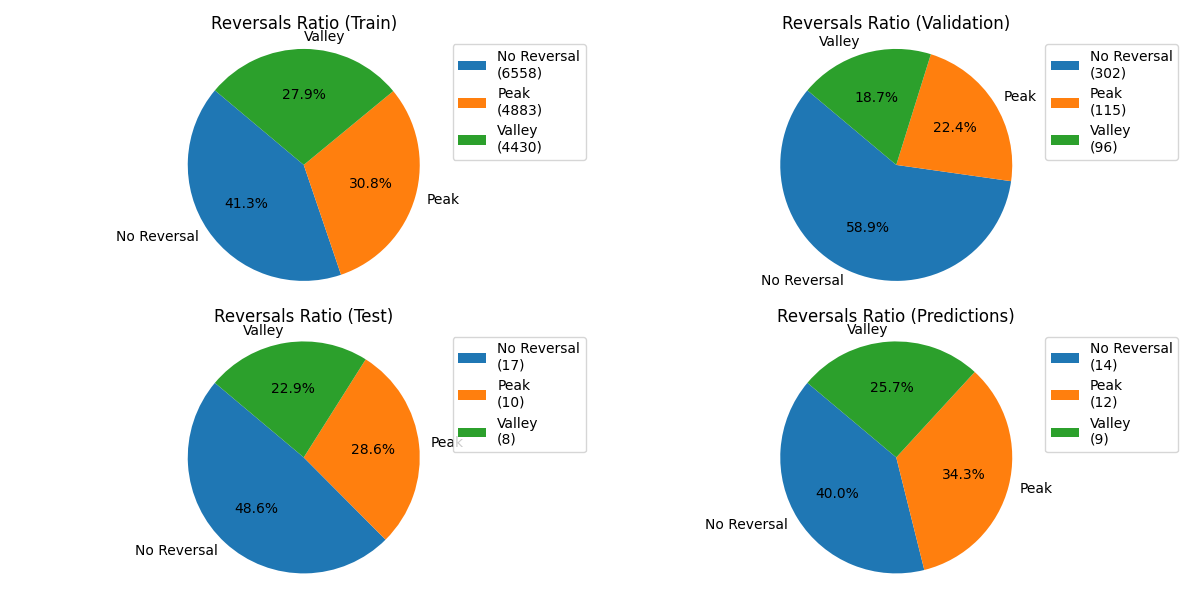 Reversals Ratio (Train)
Valley
27.9%
41.3%
30.8%
Peak
No Reversal
No Reversal
(6558)
Peak
(4883)
Valley
(4430)
Reversals Ratio (Validation)
Valley
18.7%
Peak
22.4%
58.9%
No Reversal
No Reversal
(302)
Peak
(115)
Valley
(96)
Reversals Ratio (Test)
Valley
22.9%
Peak
28.6%
48.6%
No Reversal
No Reversal
(17)
Peak
(10)
Valley
(8)
Reversals Ratio (Predictions)
Valley
25.7%
34.3%
Peak
40.0%
No Reversal
No Reversal
(14)
Peak
(12)
Valley
(9)